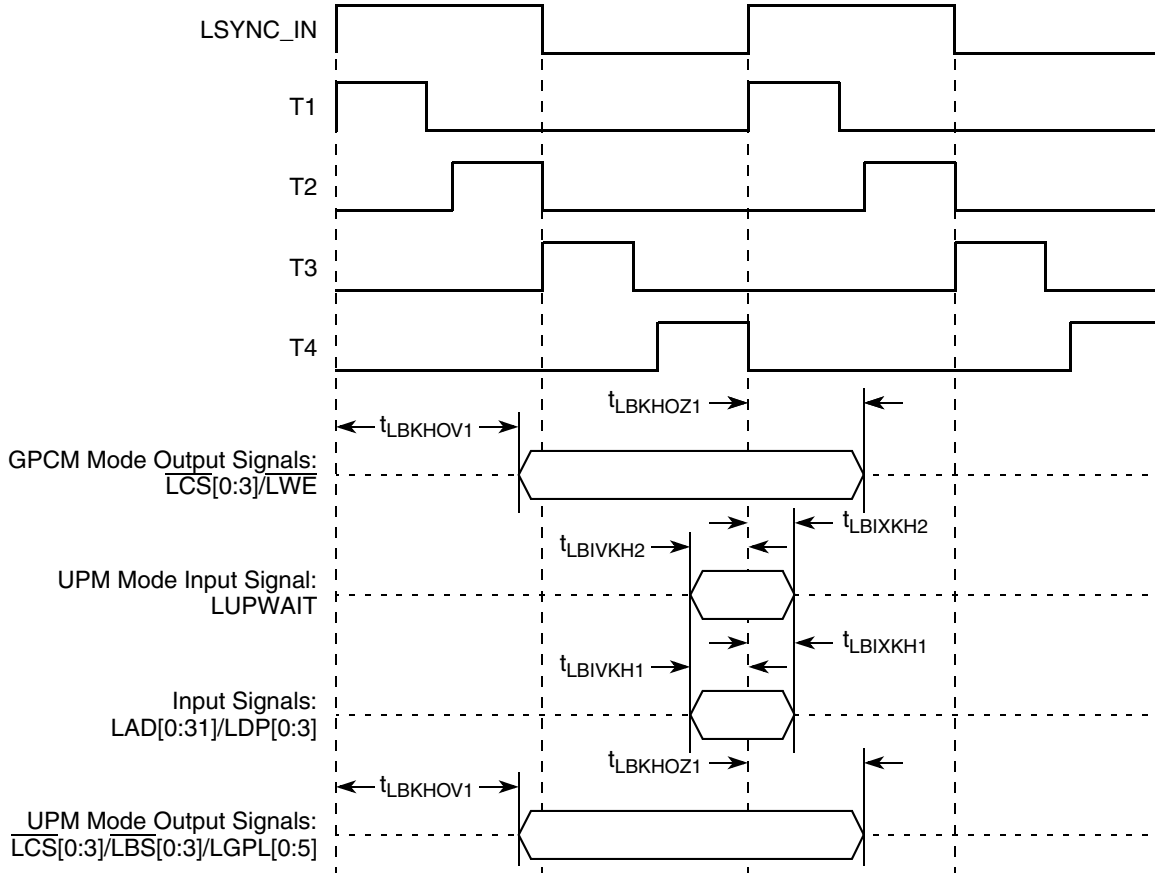 LSYNC_IN
T1
T2
T3
T4
tLBKHOZ1
tLBKHOV1
GPCM Mode Output Signals:
LCS[0:3]/LWE
tLBIXKH2
tLBIVKH2
UPM Mode Input Signal:
LUPWAIT
tLBIXKH1
tLBIVKH1
Input Signals:
LAD[0:31]/LDP[0:3]
tLBKHOZ1
tLBKHOV1
UPM Mode Output Signals:
LCS[0:3]/LBS[0:3]/LGPL[0:5]